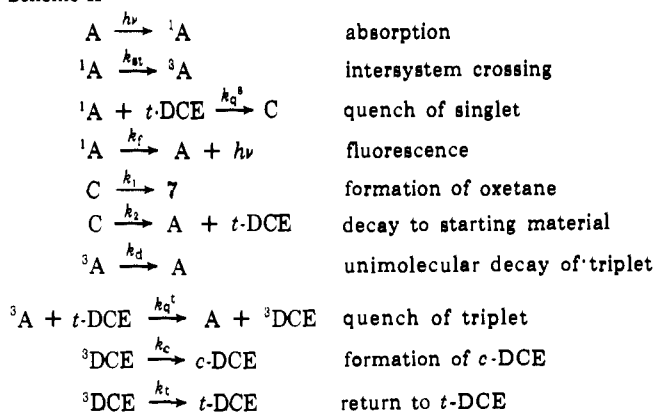 A hν→ ¹A absorption
¹A k_st→ ³A intersystem crossing
¹A + t-DCE k_q^s→ C quench of singlet
¹A k_f→ A + hν fluorescence
C k_1→ 7 formation of oxetane
C k_2→ A + t-DCE decay to starting material
³A k_d→ A unimolecular decay of triplet
³A + t-DCE k_q^t→ A + ³DCE quench of triplet
³DCE k_c→ c-DCE formation of c-DCE
³DCE k_t→ t-DCE return to t-DCE